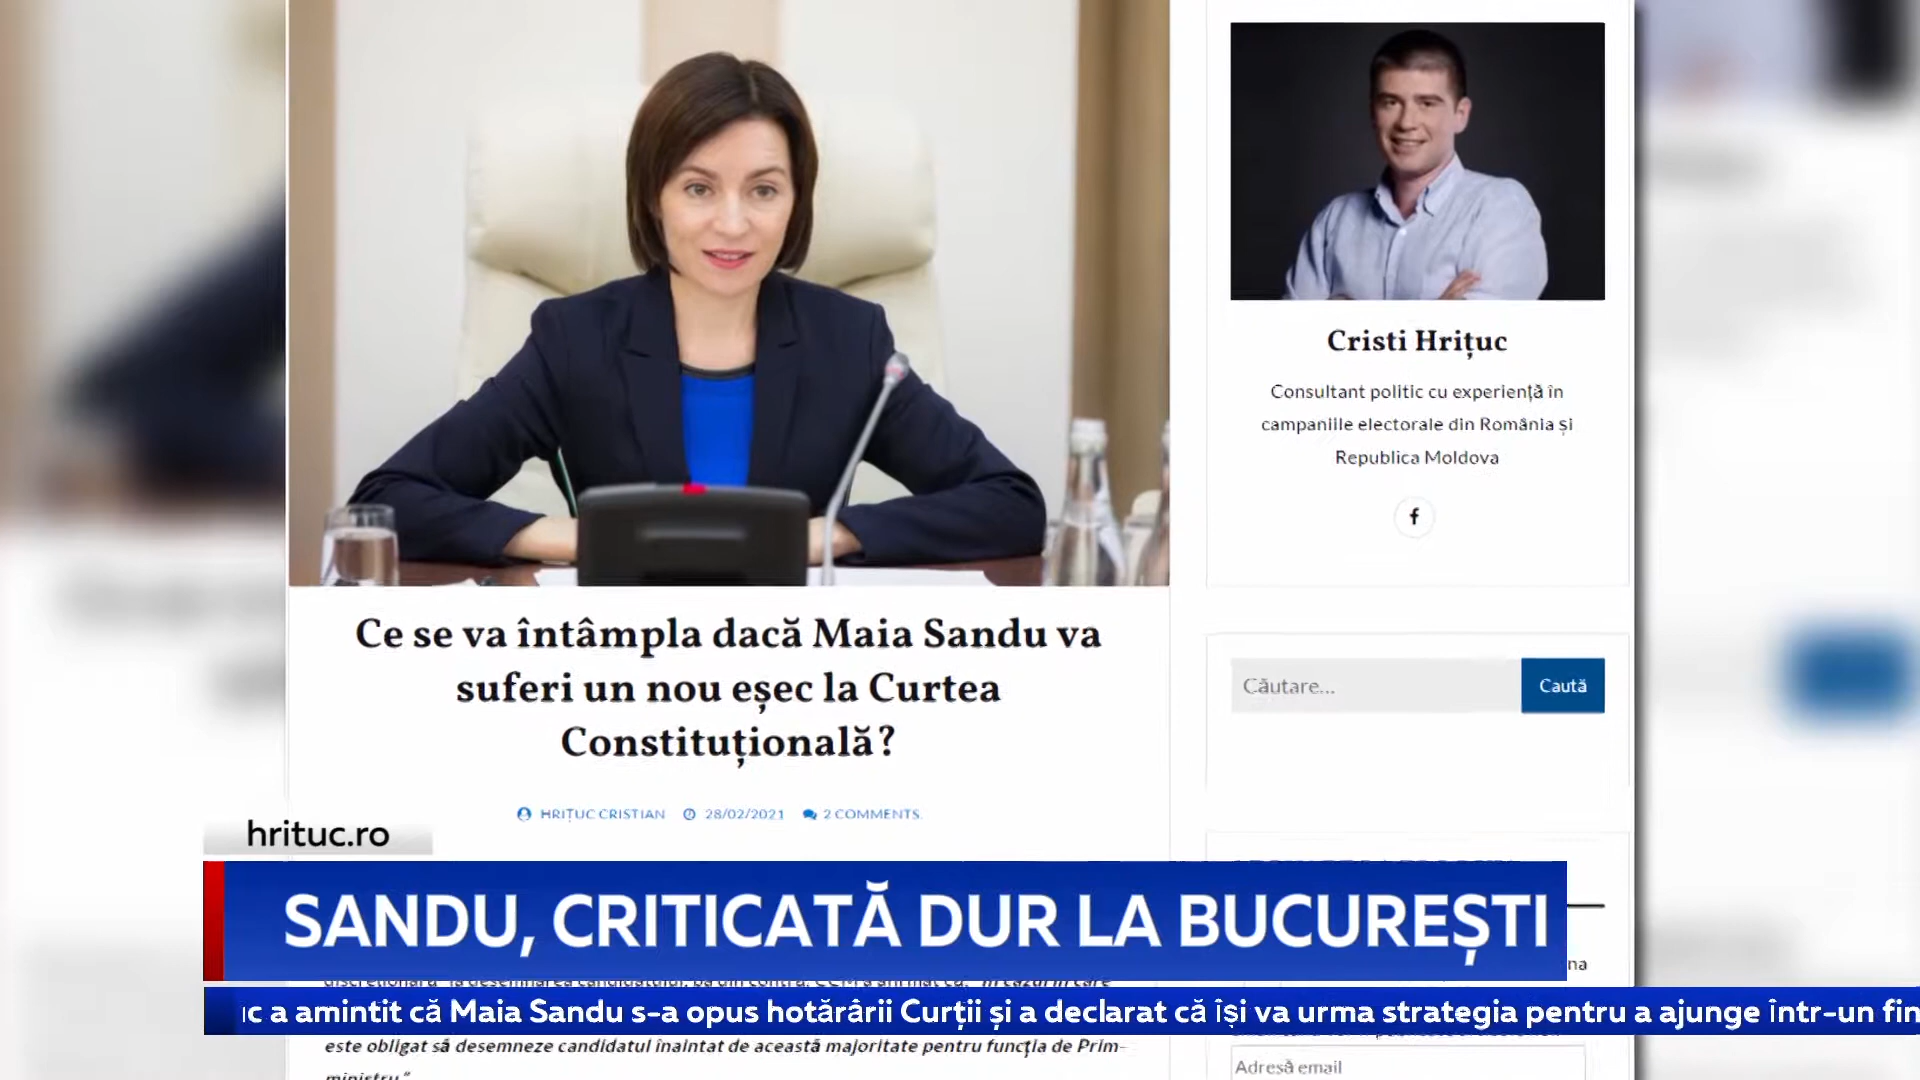 Cristi Hrițuc
Consultant politic cu experiență în
campaniile electorale din România și
Republica Moldova
f
Ce se va întâmpla dacă Maia Sandu va
suferi un nou eșec la Curtea
Constituțională?
HRIȚUC CRISTIAN 28/02/2021 2 COMMENTS
Căutare... Caută
hrituc.ro
SANDU, CRITICATĂ DUR LA BUCUREȘTI
a amintit că Maia Sandu s-a opus hotărârii Curții și a declarat că își va urma strategia pentru a ajunge într-un fin
este obligat să desemneze candidatul înaintat de această majoritate pentru funcția de Prim-
ministru.”
Adresă email